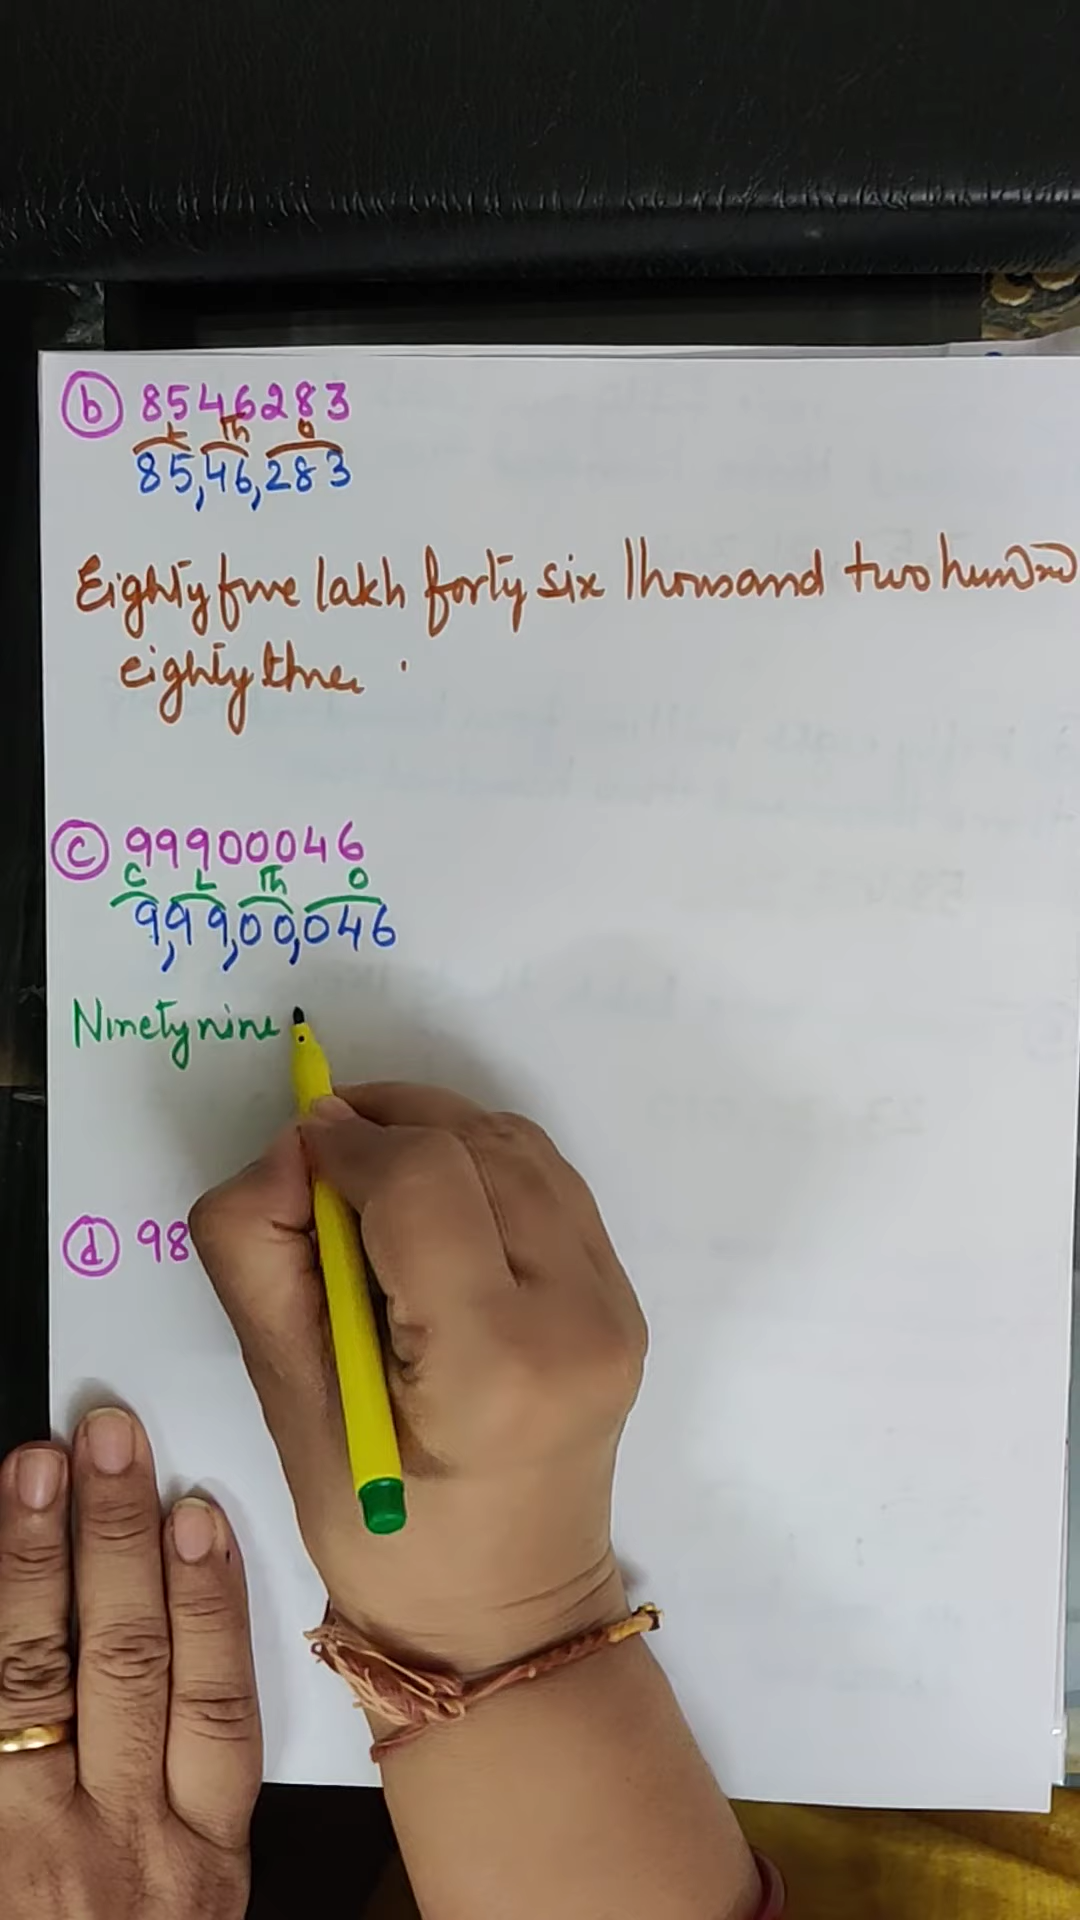 b 8546283
L Th O
85,46,283
Eighty five lakh forty six thousand two hundred
eighty three .
c 99900046
C L Th O
9,99,00,046
Ninety nine
d 98